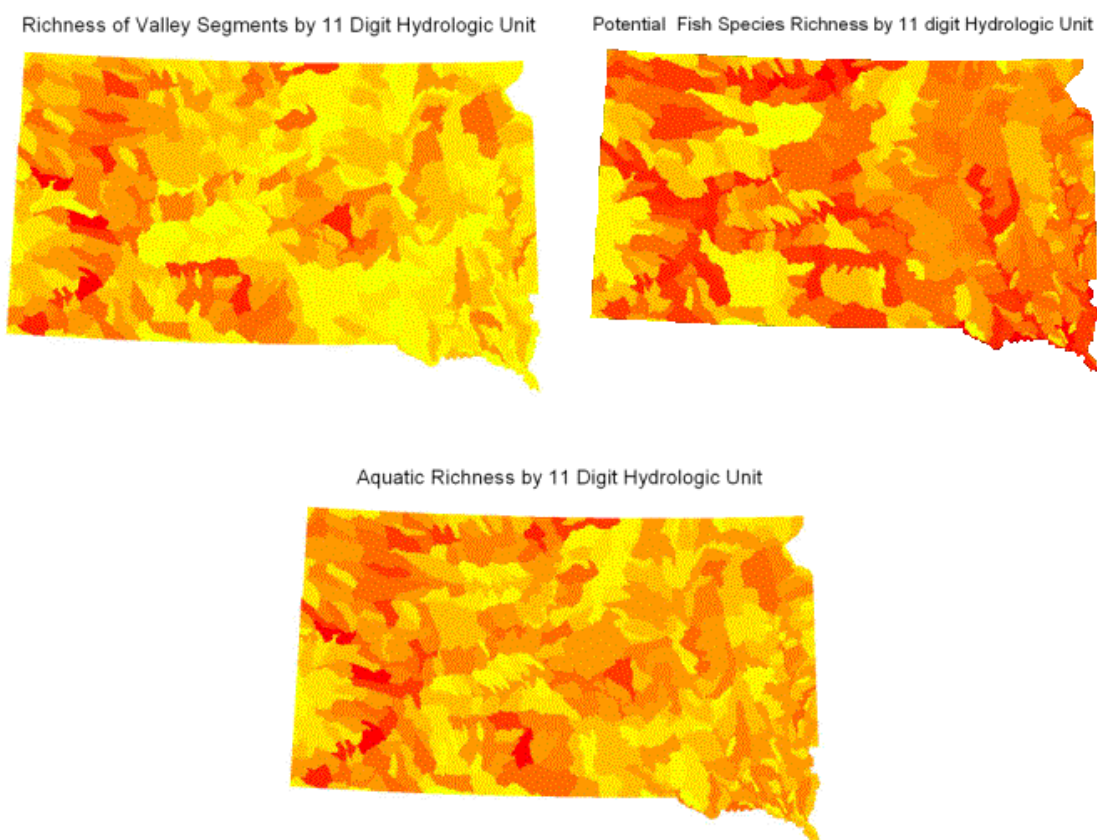 Richness of Valley Segments by 11 Digit Hydrologic Unit
Potential Fish Species Richness by 11 digit Hydrologic Unit
Aquatic Richness by 11 Digit Hydrologic Unit